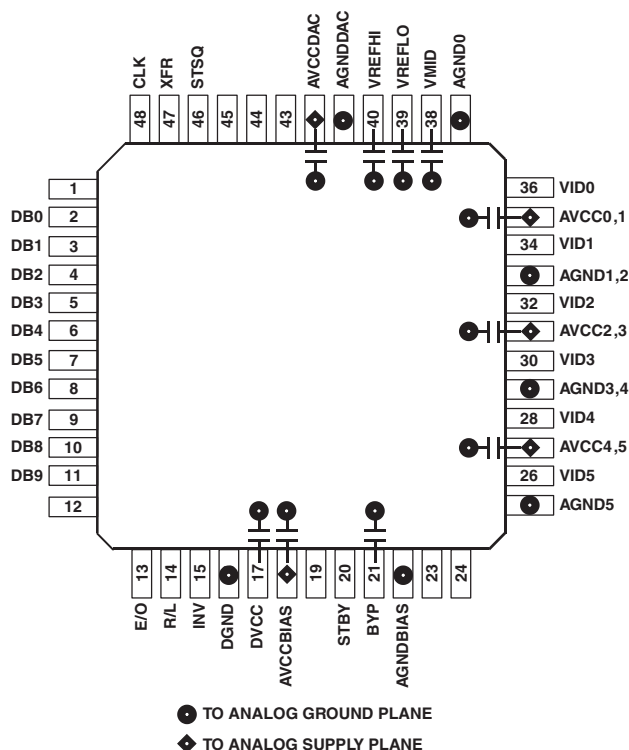 CLK
XFR
STSQ
AVCCDAC
AGNDDAC
VREFHI
VREFLO
VMID
AGND0
48
47
46
45
44
43
40
39
38
1
DB0 2
DB1 3
DB2 4
DB3 5
DB4 6
DB5 7
DB6 8
DB7 9
DB8 10
DB9 11
12
36 VID0
AVCC0,1
34 VID1
AGND1,2
32 VID2
AVCC2,3
30 VID3
AGND3,4
28 VID4
AVCC4,5
26 VID5
AGND5
13
14
15
17
19
20
21
23
24
E/O
R/L
INV
DGND
DVCC
AVCCBIAS
STBY
BYP
AGNDBIAS
TO ANALOG GROUND PLANE
TO ANALOG SUPPLY PLANE